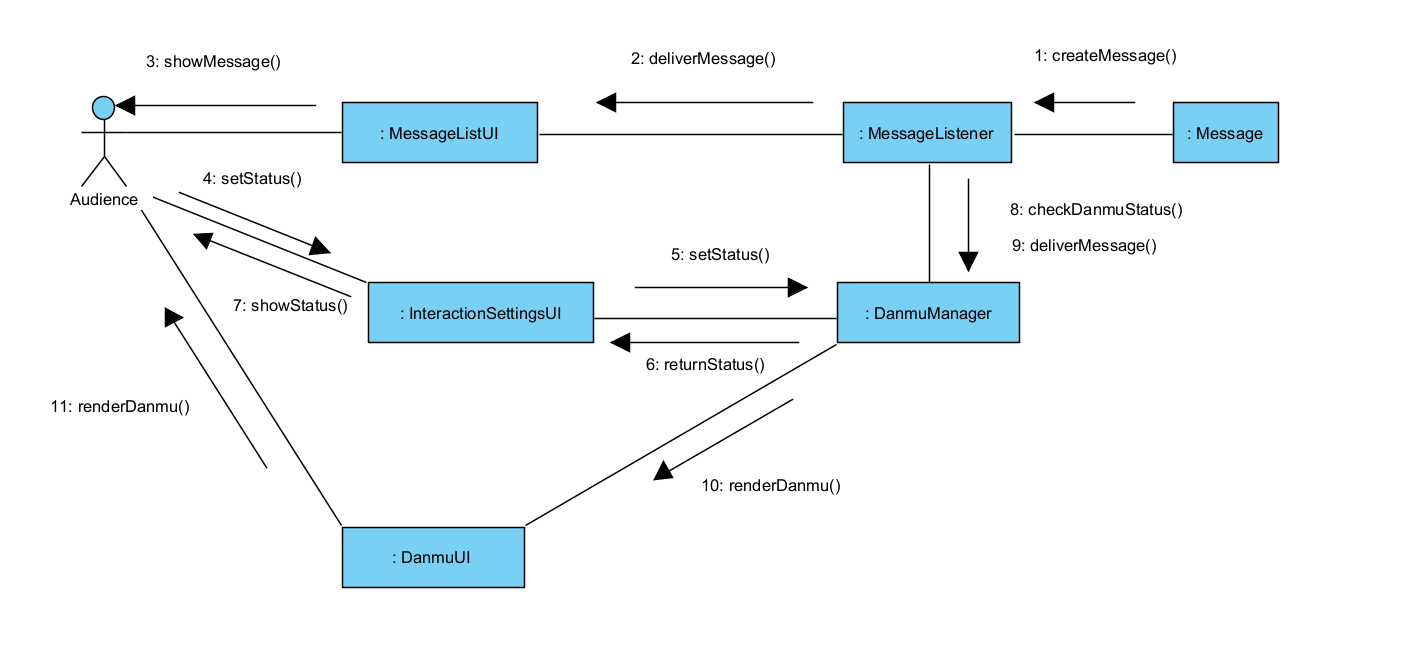 3: showMessage()
2: deliverMessage()
1: createMessage()
: MessageListUI
: MessageListener
: Message
4: setStatus()
Audience
8: checkDanmuStatus()
9: deliverMessage()
5: setStatus()
7: showStatus()
: InteractionSettingsUI
: DanmuManager
6: returnStatus()
11: renderDanmu()
10: renderDanmu()
: DanmuUI